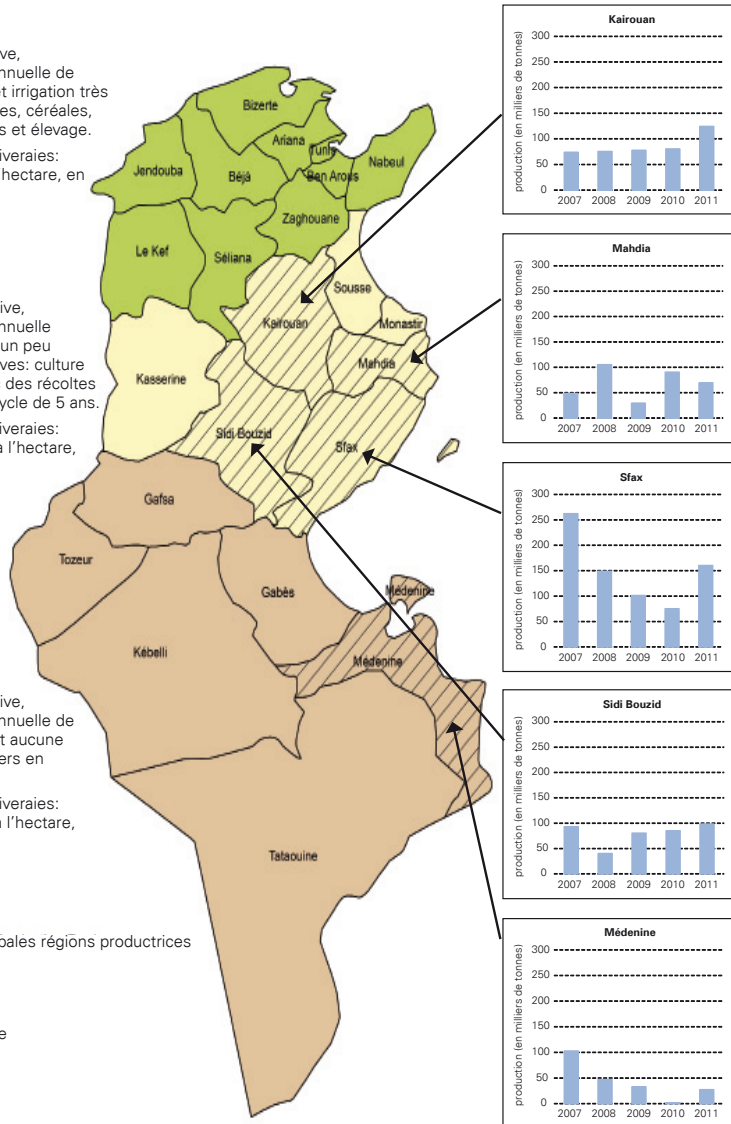 ve,
nnuelle de
et irrigation très
es, céréales,
s et élevage.
iveraies:
l'hectare, en
ive,
nnuelle
un peu
ves: culture
c des récoltes
ycle de 5 ans.
iveraies:
à l'hectare,
ive,
nnuelle de
t aucune
ers en
iveraies:
à l'hectare,
pales régions productrices
e
Bizerte
Ariana
Tunis
Nabeul
Jendouba
Béjà
Ben Arous
Zaghouane
Le Kef
Séliana
Sousse
Kairouan
Monastir
Mahdia
Kasserine
Sidi Bouzid
Sfax
Gafsa
Tozeur
Gabès
Médenine
Kébelli
Médenine
Tataouine
Kairouan
production (en milliers de tonnes)
300
250
200
150
100
50
0
2007 2008 2009 2010 2011
Mahdia
production (en milliers de tonnes)
300
250
200
150
100
50
0
2007 2008 2009 2010 2011
Sfax
production (en milliers de tonnes)
300
250
200
150
100
50
0
2007 2008 2009 2010 2011
Sidi Bouzid
production (en milliers de tonnes)
300
250
200
150
100
50
0
2007 2008 2009 2010 2011
Médenine
production (en milliers de tonnes)
300
250
200
150
100
50
0
2007 2008 2009 2010 2011